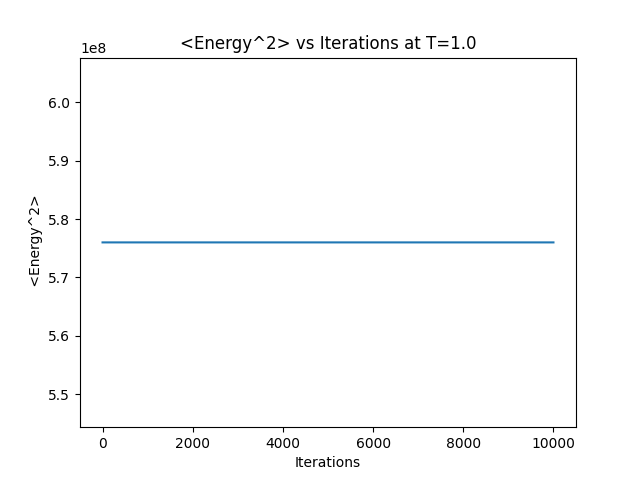 <Energy^2> vs Iterations at T=1.0
1e8
6.0
5.9
5.8
5.7
5.6
5.5
<Energy^2>
0 2000 4000 6000 8000 10000
Iterations